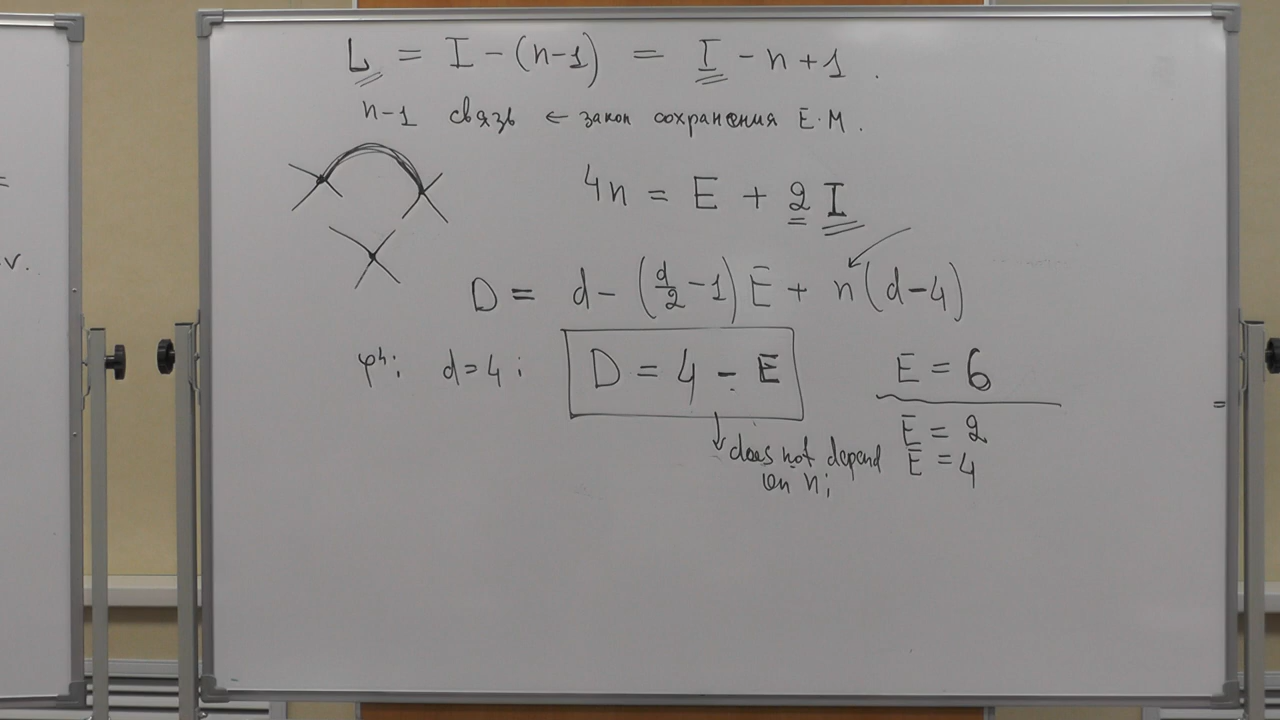 L = I - (n-1) = I - n + 1 .
n-1 связь ← закон сохранения E.M.
4n = E + 2 I
v.
D = d - (d/2 - 1) E + n (d-4)
φ⁴; d=4 ; D = 4 - E E = 6
E = 2
does not depend E = 4
on n;